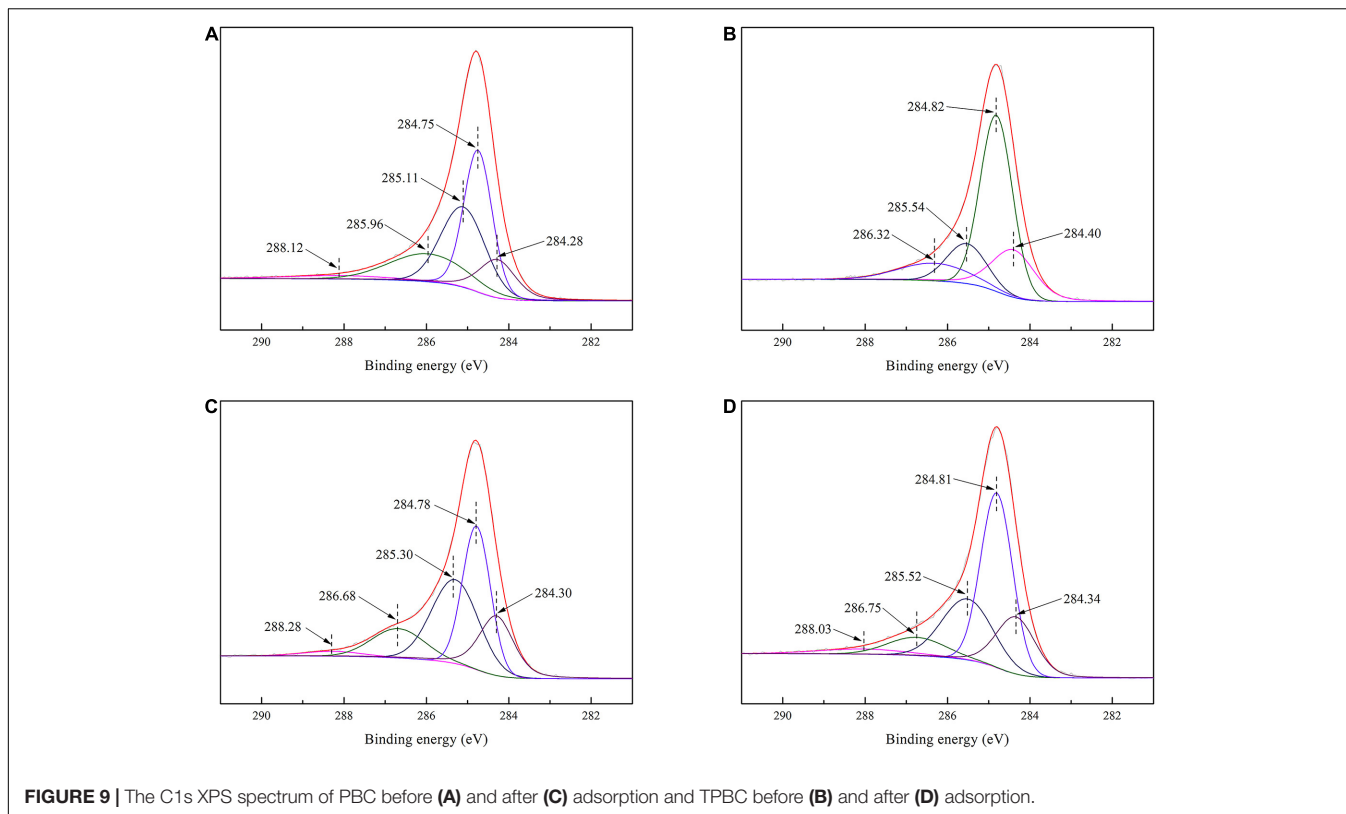 A
284.75
285.11
285.96
288.12
284.28
290 288 286 284 282
Binding energy (eV)
B
284.82
285.54
286.32
284.40
290 288 286 284 282
Binding energy (eV)
C
284.78
285.30
286.68
288.28
284.30
290 288 286 284 282
Binding energy (eV)
D
284.81
285.52
286.75
288.03
284.34
290 288 286 284 282
Binding energy (eV)
FIGURE 9 | The C1s XPS spectrum of PBC before (A) and after (C) adsorption and TPBC before (B) and after (D) adsorption.